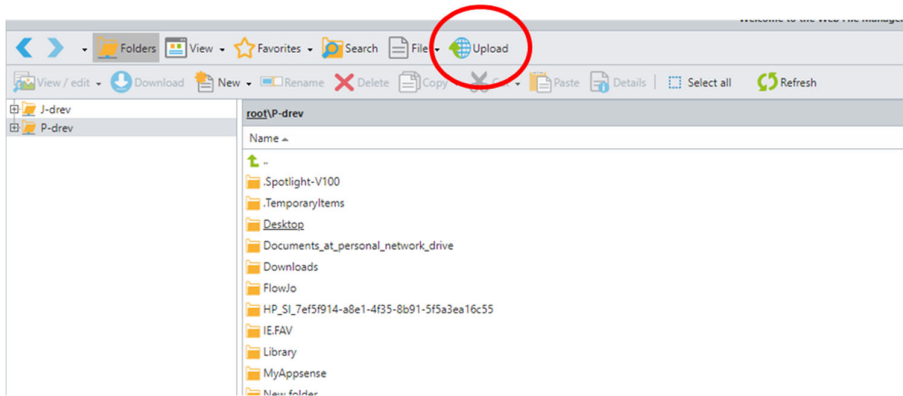 Welcome to the Web File Manager
Folders View Favorites Search File Upload
View / edit Download New Rename Delete Copy Paste Details Select all Refresh
J-drev
P-drev
root\P-drev
Name
..
.Spotlight-V100
.TemporaryItems
Desktop
Documents_at_personal_network_drive
Downloads
FlowJo
HP_SI_7ef5f914-a8e1-4f35-8b91-5f5a3ea16c55
IE.FAV
Library
MyAppsense
New folder